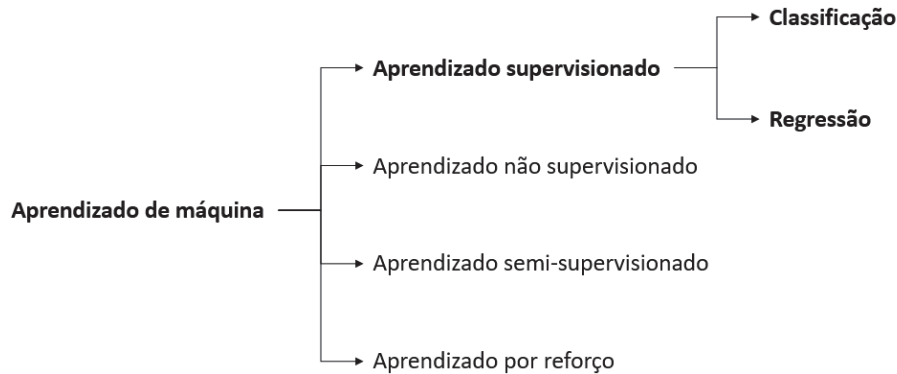 Classificação
Aprendizado supervisionado
Regressão
Aprendizado não supervisionado
Aprendizado de máquina
Aprendizado semi-supervisionado
Aprendizado por reforço